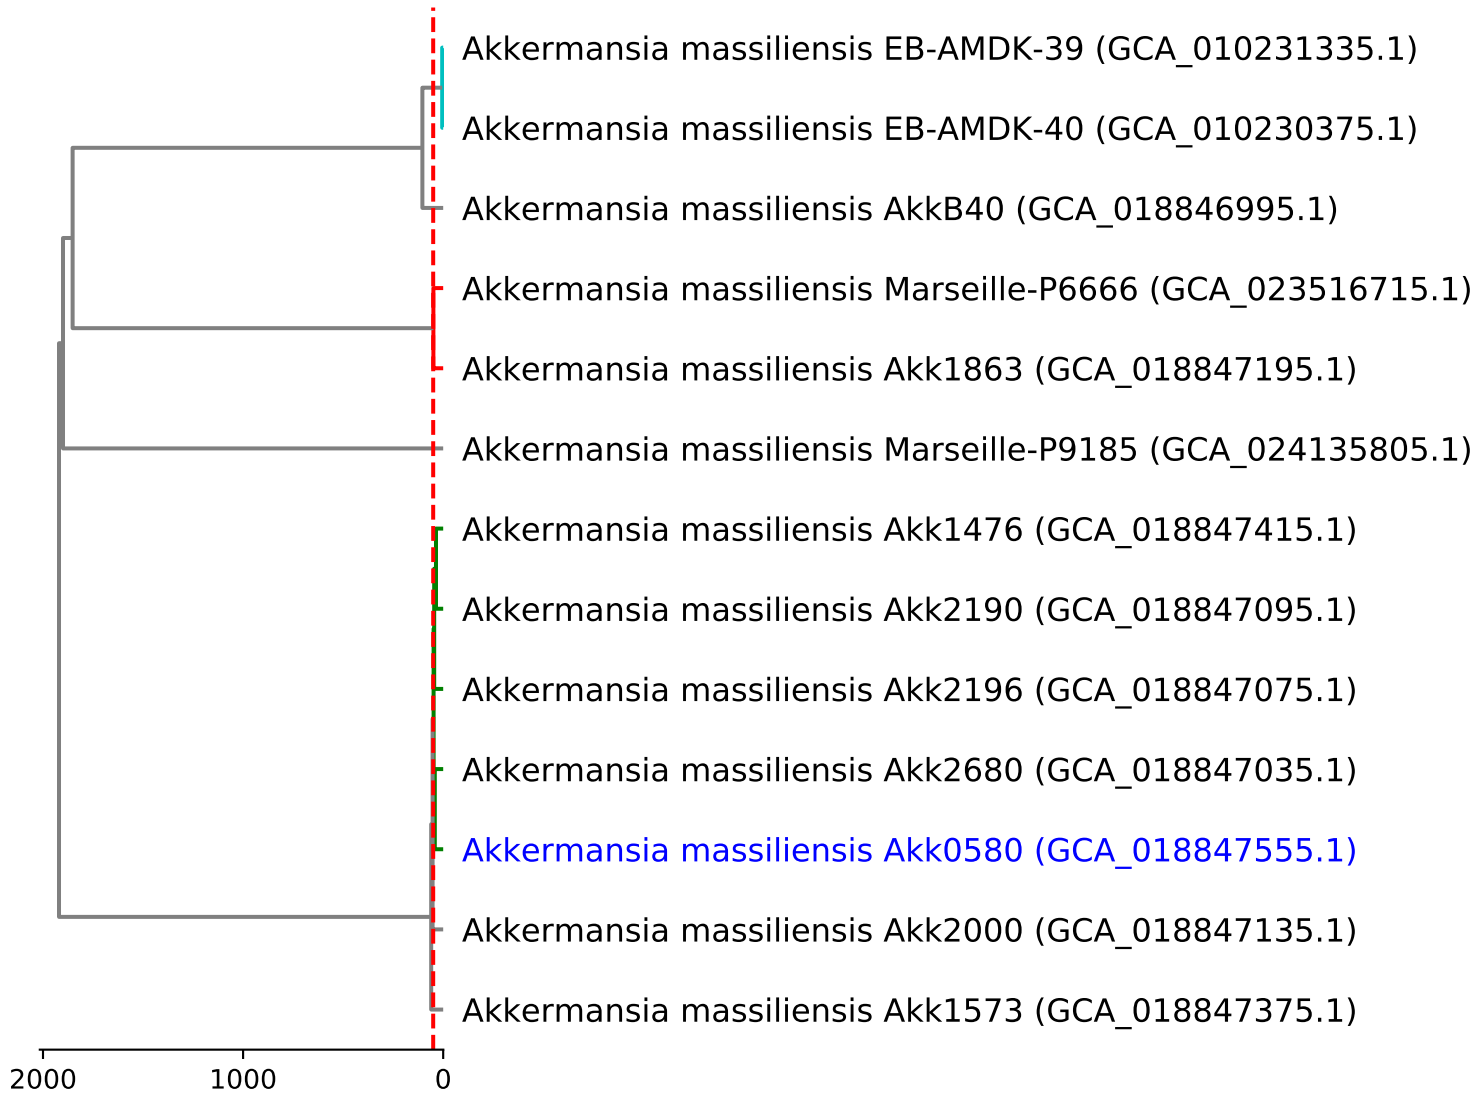 Akkermansia massiliensis EB-AMDK-39 (GCA_010231335.1)
Akkermansia massiliensis EB-AMDK-40 (GCA_010230375.1)
Akkermansia massiliensis AkkB40 (GCA_018846995.1)
Akkermansia massiliensis Marseille-P6666 (GCA_023516715.1)
Akkermansia massiliensis Akk1863 (GCA_018847195.1)
Akkermansia massiliensis Marseille-P9185 (GCA_024135805.1)
Akkermansia massiliensis Akk1476 (GCA_018847415.1)
Akkermansia massiliensis Akk2190 (GCA_018847095.1)
Akkermansia massiliensis Akk2196 (GCA_018847075.1)
Akkermansia massiliensis Akk2680 (GCA_018847035.1)
Akkermansia massiliensis Akk0580 (GCA_018847555.1)
Akkermansia massiliensis Akk2000 (GCA_018847135.1)
Akkermansia massiliensis Akk1573 (GCA_018847375.1)
2000 1000 0